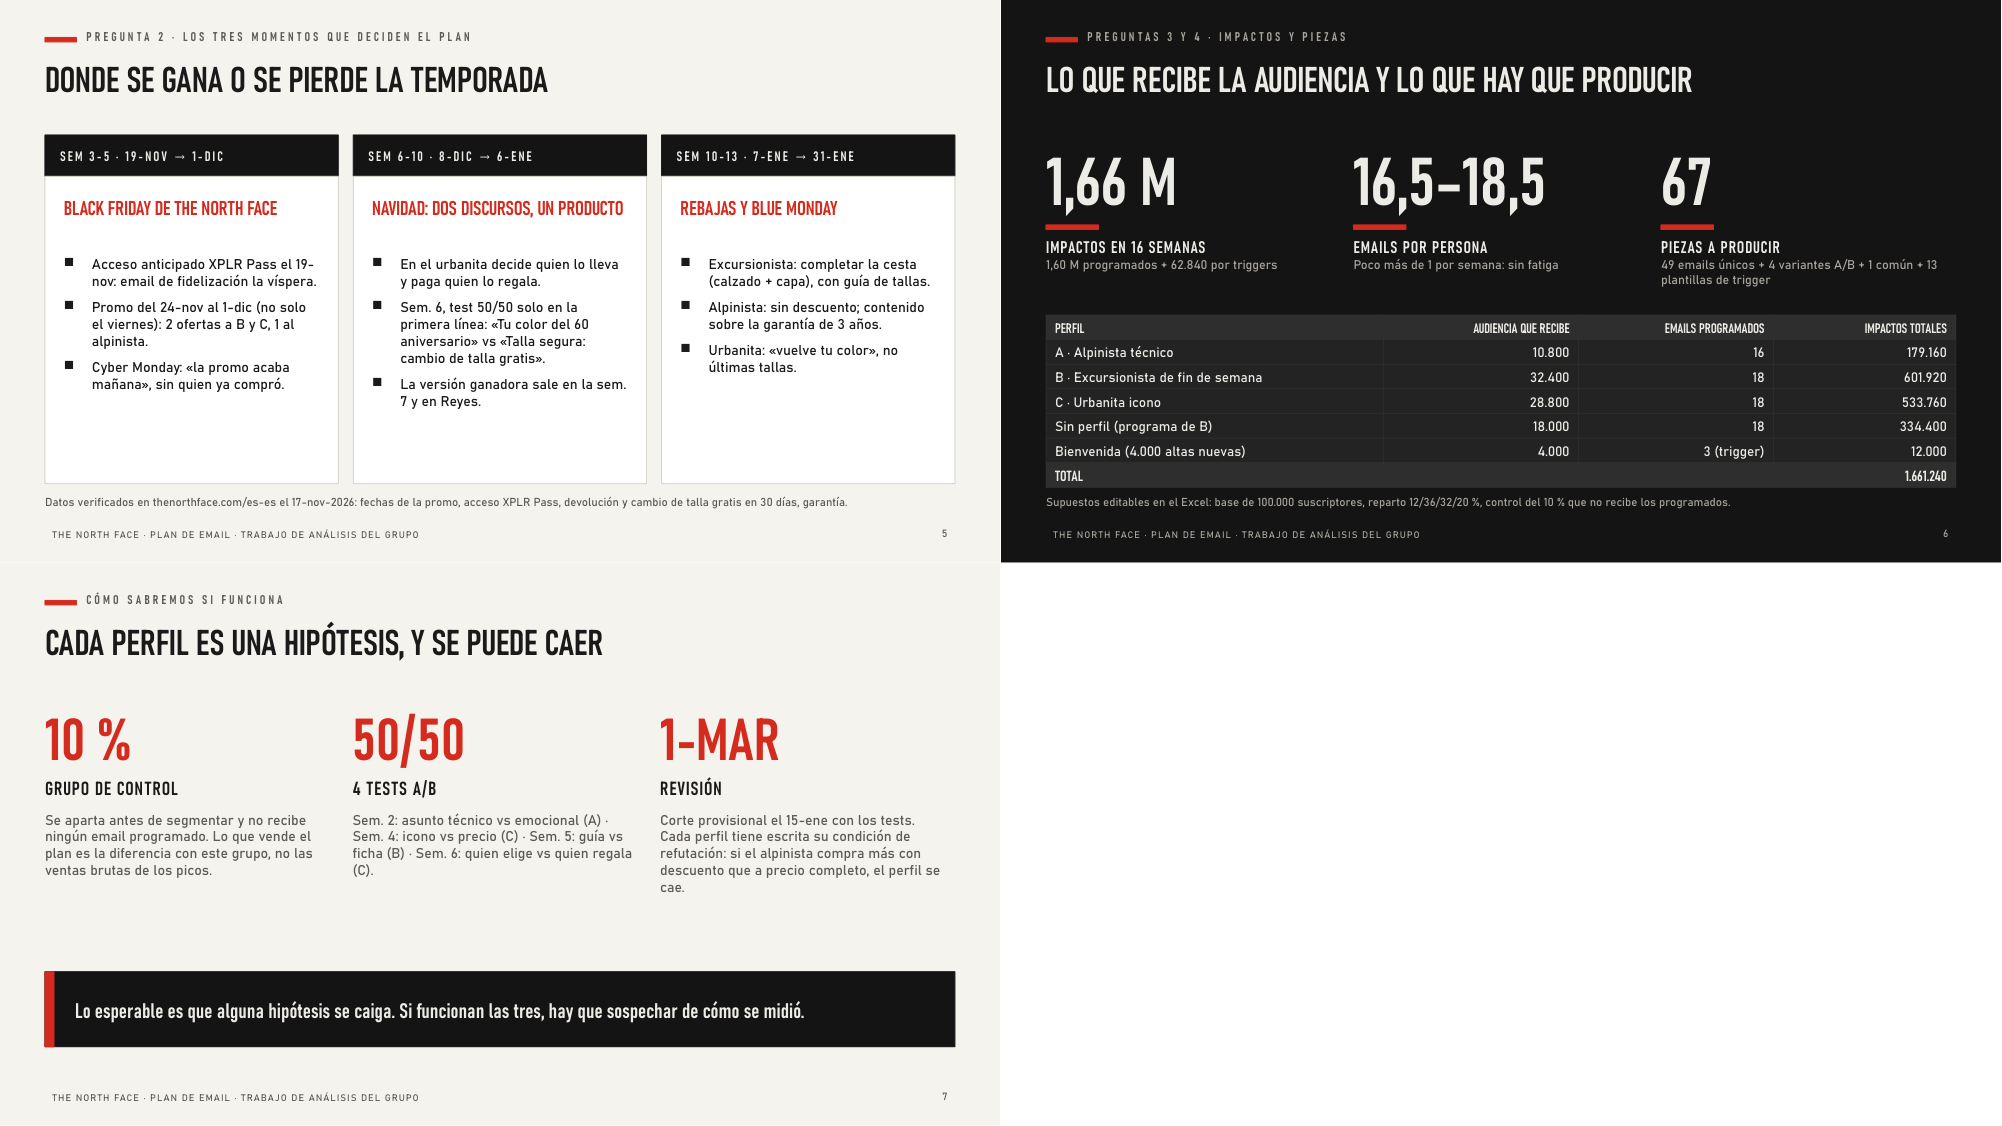 PREGUNTA 2 · LOS TRES MOMENTOS QUE DECIDEN EL PLAN
DONDE SE GANA O SE PIERDE LA TEMPORADA
SEM 3-5 · 19-NOV → 1-DIC
BLACK FRIDAY DE THE NORTH FACE
Acceso anticipado XPLR Pass el 19-
nov: email de fidelización la víspera.
Promo del 24-nov al 1-dic (no solo
el viernes): 2 ofertas a B y C, 1 al
alpinista.
Cyber Monday: «la promo acaba
mañana», sin quien ya compró.
SEM 6-10 · 8-DIC → 6-ENE
NAVIDAD: DOS DISCURSOS, UN PRODUCTO
En el urbanita decide quien lo lleva
y paga quien lo regala.
Sem. 6, test 50/50 solo en la
primera línea: «Tu color del 60
aniversario» vs «Talla segura:
cambio de talla gratis».
La versión ganadora sale en la sem.
7 y en Reyes.
SEM 10-13 · 7-ENE → 31-ENE
REBAJAS Y BLUE MONDAY
Excursionista: completar la cesta
(calzado + capa), con guía de tallas.
Alpinista: sin descuento; contenido
sobre la garantía de 3 años.
Urbanita: «vuelve tu color», no
últimas tallas.
Datos verificados en thenorthface.com/es-es el 17-nov-2026: fechas de la promo, acceso XPLR Pass, devolución y cambio de talla gratis en 30 días, garantía.
THE NORTH FACE · PLAN DE EMAIL · TRABAJO DE ANÁLISIS DEL GRUPO 5
PREGUNTAS 3 Y 4 · IMPACTOS Y PIEZAS
LO QUE RECIBE LA AUDIENCIA Y LO QUE HAY QUE PRODUCIR
1,66 M
IMPACTOS EN 16 SEMANAS
1,60 M programados + 62.840 por triggers
16,5–18,5
EMAILS POR PERSONA
Poco más de 1 por semana: sin fatiga
67
PIEZAS A PRODUCIR
49 emails únicos + 4 variantes A/B + 1 común + 13
plantillas de trigger
PERFIL AUDIENCIA QUE RECIBE EMAILS PROGRAMADOS IMPACTOS TOTALES
A · Alpinista técnico 10.800 16 179.160
B · Excursionista de fin de semana 32.400 18 601.920
C · Urbanita icono 28.800 18 533.760
Sin perfil (programa de B) 18.000 18 334.400
Bienvenida (4.000 altas nuevas) 4.000 3 (trigger) 12.000
TOTAL 1.661.240
Supuestos editables en el Excel: base de 100.000 suscriptores, reparto 12/36/32/20 %, control del 10 % que no recibe los programados.
THE NORTH FACE · PLAN DE EMAIL · TRABAJO DE ANÁLISIS DEL GRUPO 6
CÓMO SABREMOS SI FUNCIONA
CADA PERFIL ES UNA HIPÓTESIS, Y SE PUEDE CAER
10 %
GRUPO DE CONTROL
Se aparta antes de segmentar y no recibe
ningún email programado. Lo que vende el
plan es la diferencia con este grupo, no las
ventas brutas de los picos.
50/50
4 TESTS A/B
Sem. 2: asunto técnico vs emocional (A) ·
Sem. 4: icono vs precio (C) · Sem. 5: guía vs
ficha (B) · Sem. 6: quien elige vs quien regala
(C).
1-MAR
REVISIÓN
Corte provisional el 15-ene con los tests.
Cada perfil tiene escrita su condición de
refutación: si el alpinista compra más con
descuento que a precio completo, el perfil se
cae.
Lo esperable es que alguna hipótesis se caiga. Si funcionan las tres, hay que sospechar de cómo se midió.
THE NORTH FACE · PLAN DE EMAIL · TRABAJO DE ANÁLISIS DEL GRUPO 7